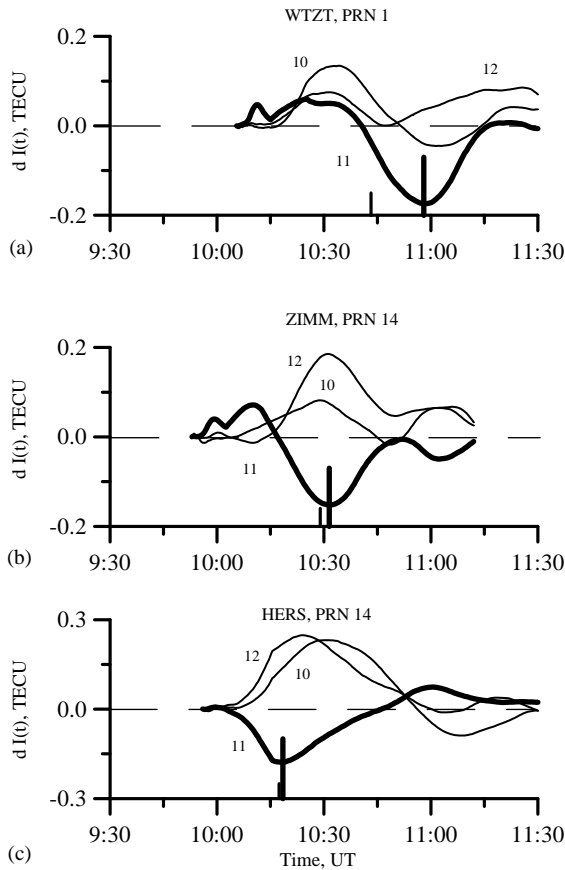 WTZT, PRN 1
0.2
10
12
d I(t), TECU
0.0
11
-0.2
(a)
9:30 10:00 10:30 11:00 11:30
ZIMM, PRN 14
0.2
12
10
d I(t), TECU
0.0
11
-0.2
(b)
9:30 10:00 10:30 11:00 11:30
HERS, PRN 14
0.3
12
10
d I(t), TECU
0.0
11
-0.3
9:30 10:00 10:30 11:00 11:30
(c)
Time, UT